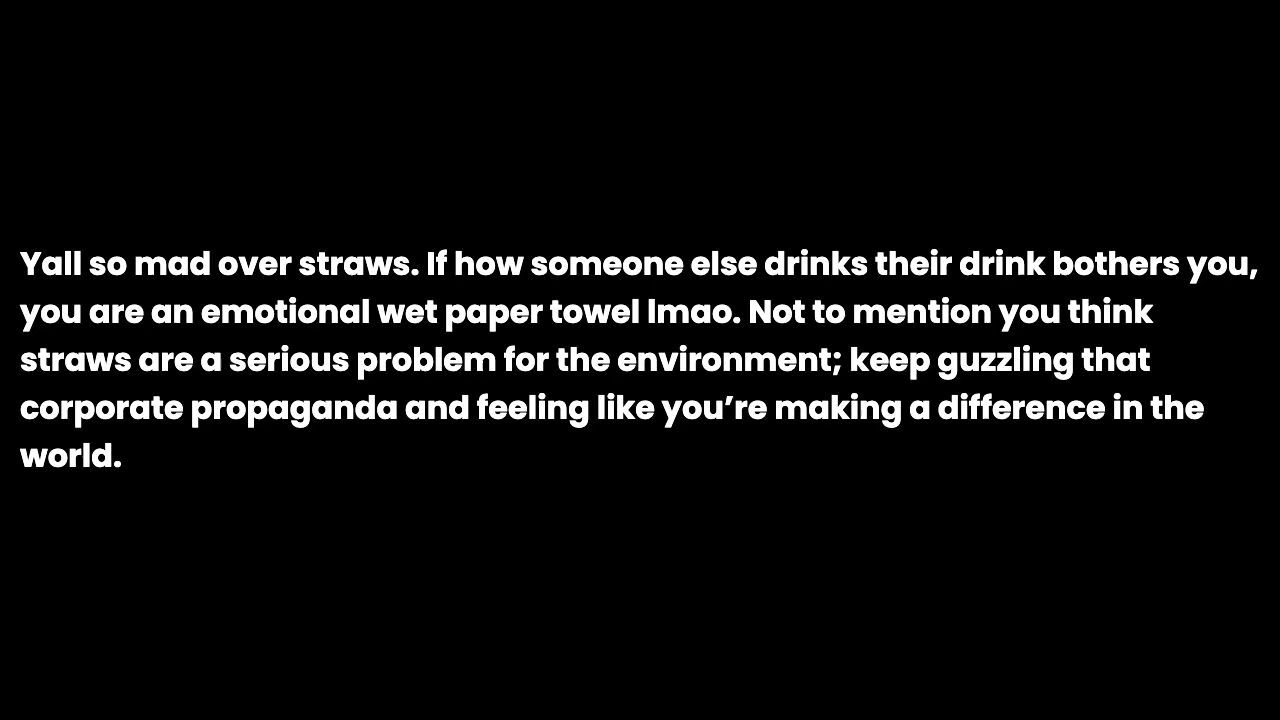 Yall so mad over straws. If how someone else drinks their drink bothers you,
you are an emotional wet paper towel lmao. Not to mention you think
straws are a serious problem for the environment; keep guzzling that
corporate propaganda and feeling like you’re making a difference in the
world.